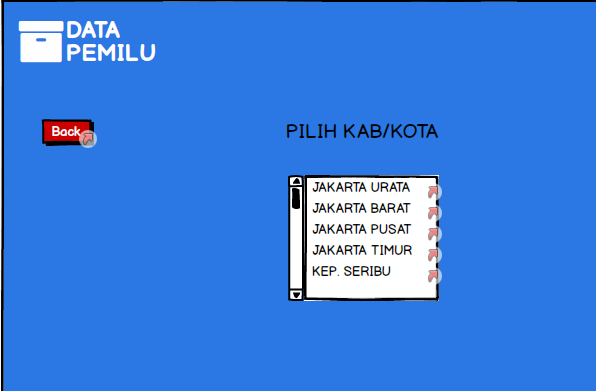 DATA
PEMILU
Back
PILIH KAB/KOTA
JAKARTA URATA
JAKARTA BARAT
JAKARTA PUSAT
JAKARTA TIMUR
KEP. SERIBU